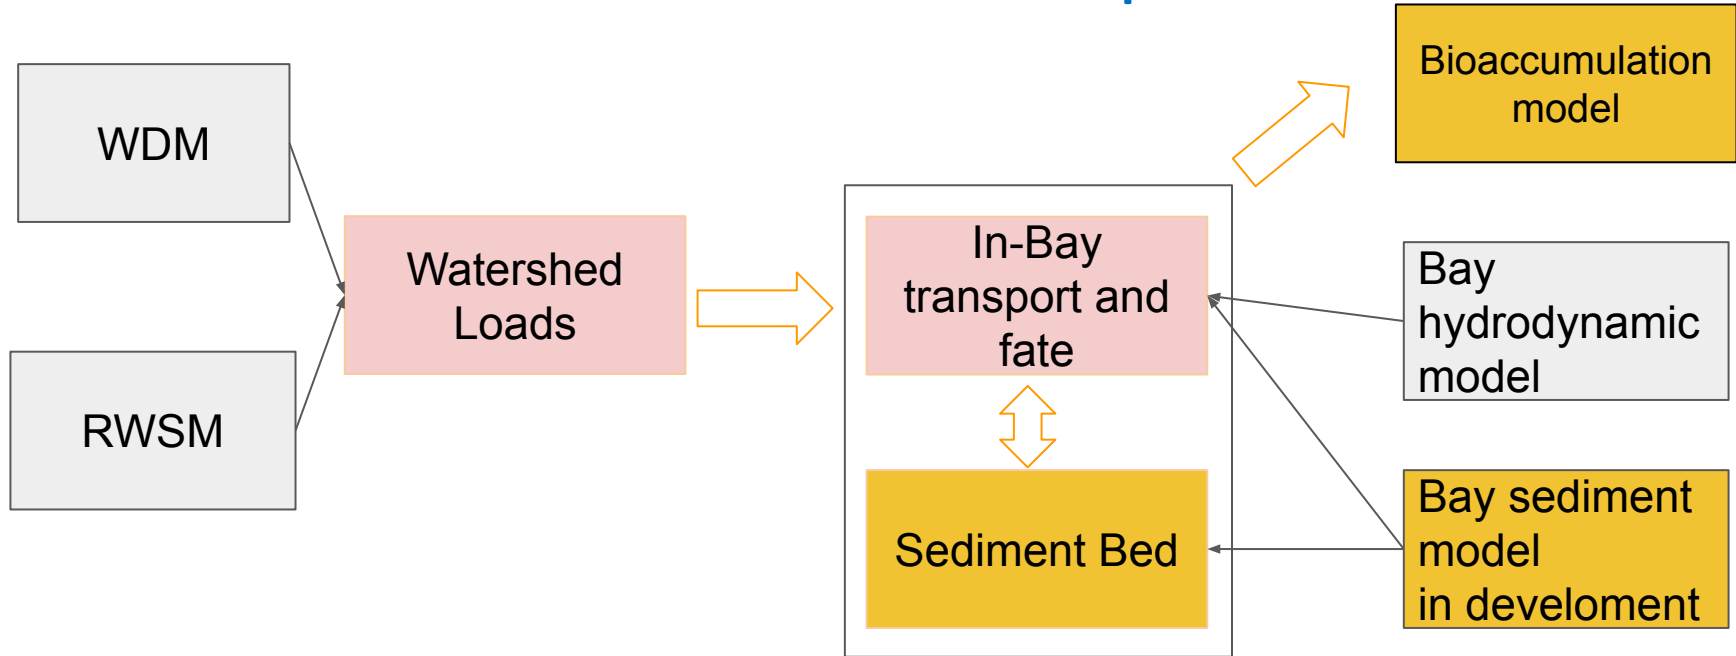 Bioaccumulation
model
WDM
Watershed
Loads
In-Bay
transport and
fate
Bay
hydrodynamic
model
RWSM
Sediment Bed
Bay sediment
model
in develoment